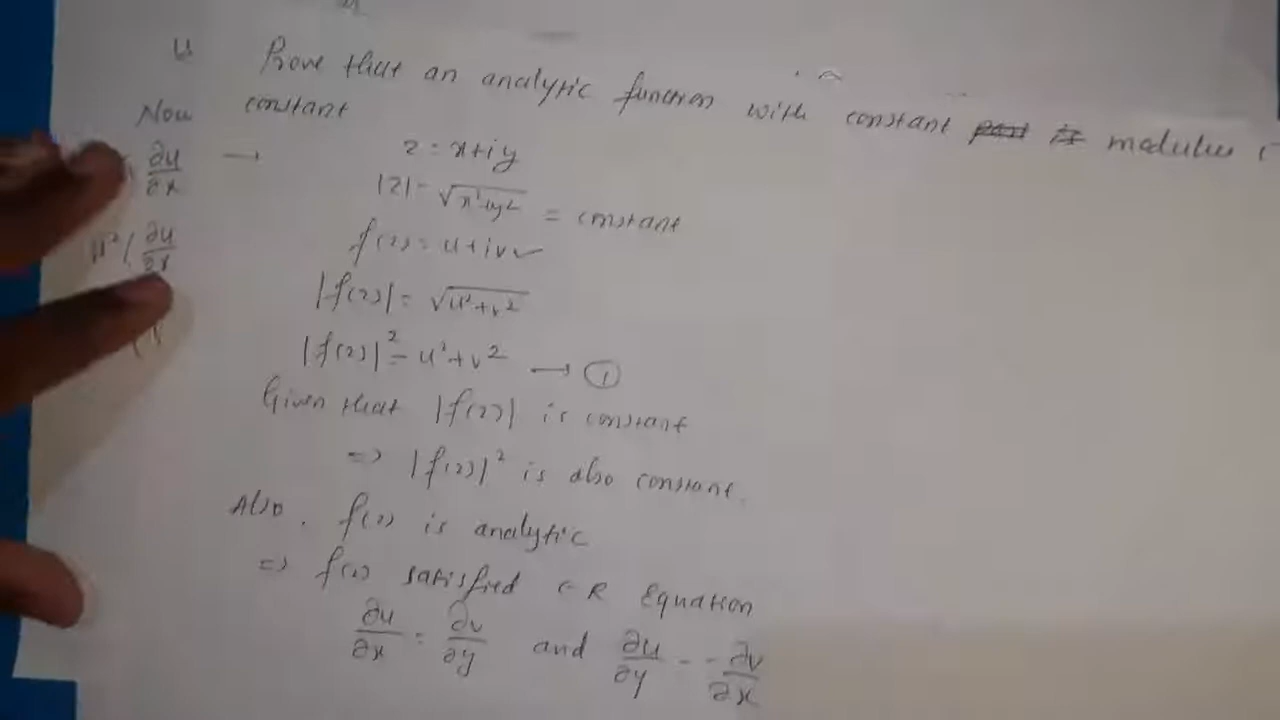 Prove that an analytic function with constant modulus
constant
Now
∂u/∂x → z = x+iy
|z| = √x²+y² = constant
u²( ∂u/∂x
f(z) = u+iv
|f(z)| = √u²+v²
|f(z)|² = u²+v² → ①
Given that |f(z)| is constant
=> |f(z)|² is also constant.
Also, f(z) is analytic
=> f(z) satisfied C-R Equation
∂u/∂x = ∂v/∂y and ∂u/∂y = -∂v/∂x